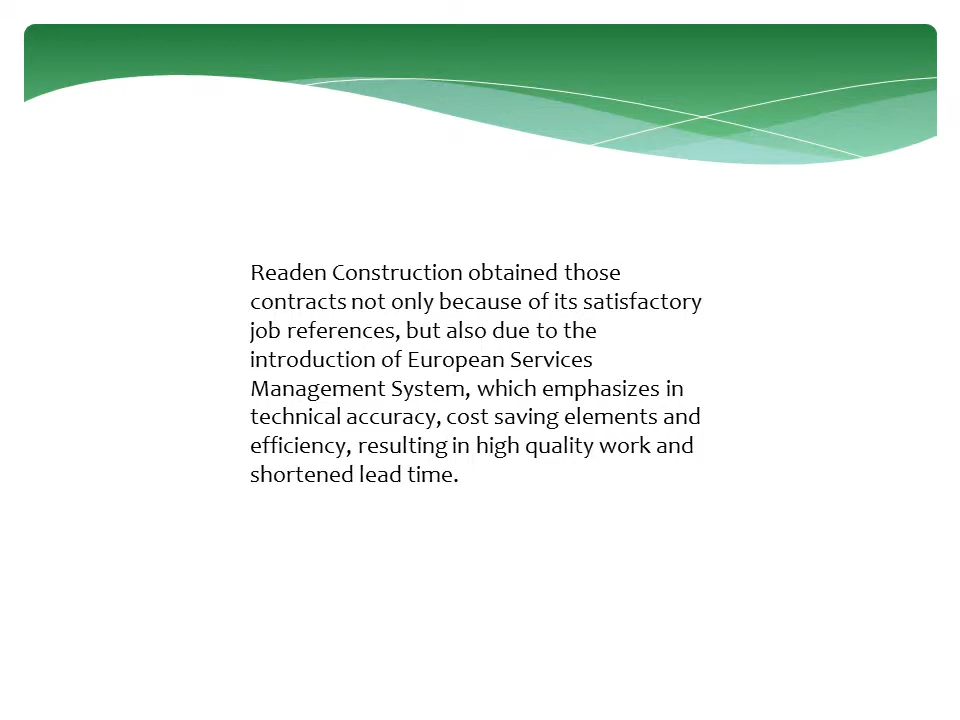 Readen Construction obtained those
contracts not only because of its satisfactory
job references, but also due to the
introduction of European Services
Management System, which emphasizes in
technical accuracy, cost saving elements and
efficiency, resulting in high quality work and
shortened lead time.